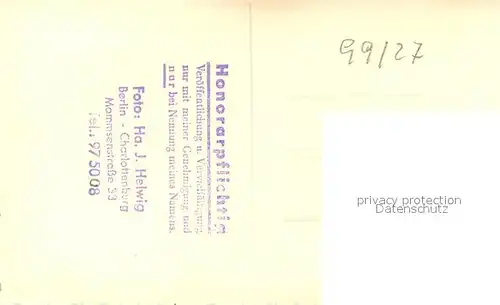 99/27
Honorarpflichtig
Veröffentlichung u. Vervielfältigung
nur mit meiner Genehmigung und
nur bei Nennung meines Namens.
Foto: Ha. J. Helwig
Berlin - Charlottenburg
Mommsenstraße 53
Tel.: 97 5008
privacy protection
Datenschutz